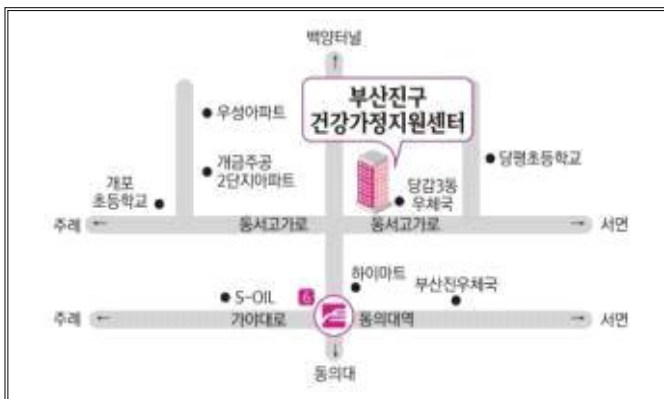 백양터널
↑
부산진구
건강가정지원센터
우성아파트
개금주공
2단지아파트
당평초등학교
개포
초등학교
당감3동
우체국
주례 ←
동서고가로
동서고가로
→ 서면
하이마트
S-OIL
6
부산진우체국
주례 ←
가야대로
동의대역
→ 서면
↓
동의대